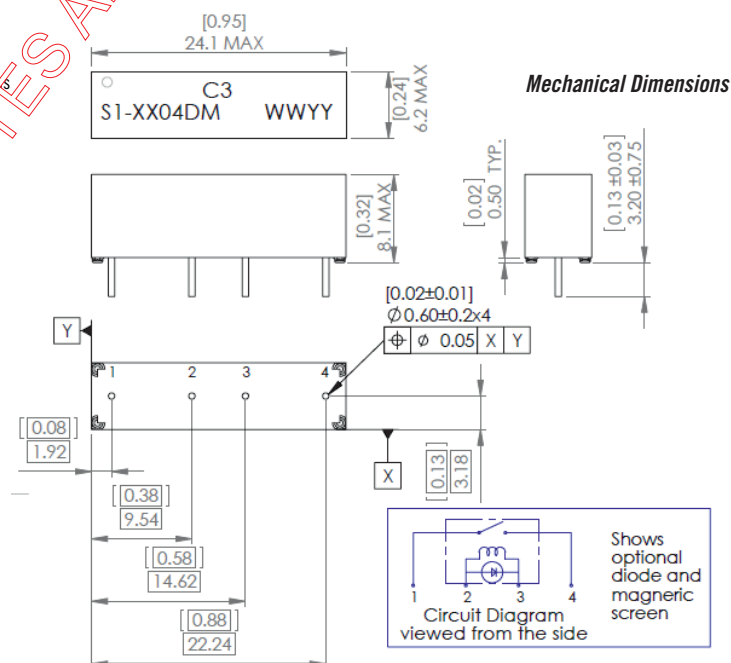 [0.95]
24.1 MAX
TES A
s
C3
S1-XX04DM WWYY
[0.24]
6.2 MAX
Mechanical Dimensions
[0.32]
8.1 MAX
[0.02]
0.50 TYP.
[0.13 ±0.03]
3.20 ±0.75
[0.02±0.01]
Ø0.60±0.2x4
⌖ Ø 0.05 X Y
Y
1 2 3 4
[0.08]
1.92
X
[0.13]
3.18
[0.38]
9.54
[0.58]
14.62
[0.88]
22.24
1 2 3 4
Circuit Diagram
viewed from the side
Shows
optional
diode and
magneric
screen